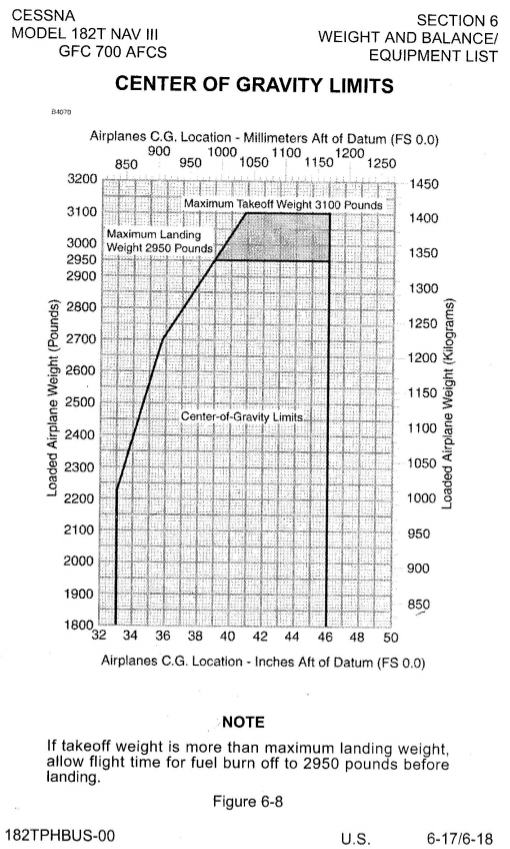 CESSNA
MODEL 182T NAV III
GFC 700 AFCS
SECTION 6
WEIGHT AND BALANCE/
EQUIPMENT LIST
CENTER OF GRAVITY LIMITS
B4070
Airplanes C.G. Location - Millimeters Aft of Datum (FS 0.0)
900 1000 1100 1200
850 950 1050 1150 1250
3200
3100
3000
2950
2900
2800
2700
2600
2500
2400
2300
2200
2100
2000
1900
1800
Loaded Airplane Weight (Pounds)
Maximum Takeoff Weight 3100 Pounds
Maximum Landing
Weight 2950 Pounds
Center-of-Gravity Limits
1450
1400
1350
1300
1250
1200
1150
1100
1050
1000
950
900
850
Loaded Airplane Weight (Kilograms)
32 34 36 38 40 42 44 46 48 50
Airplanes C.G. Location - Inches Aft of Datum (FS 0.0)
NOTE
If takeoff weight is more than maximum landing weight,
allow flight time for fuel burn off to 2950 pounds before
landing.
Figure 6-8
182TPHBUS-00
U.S.
6-17/6-18